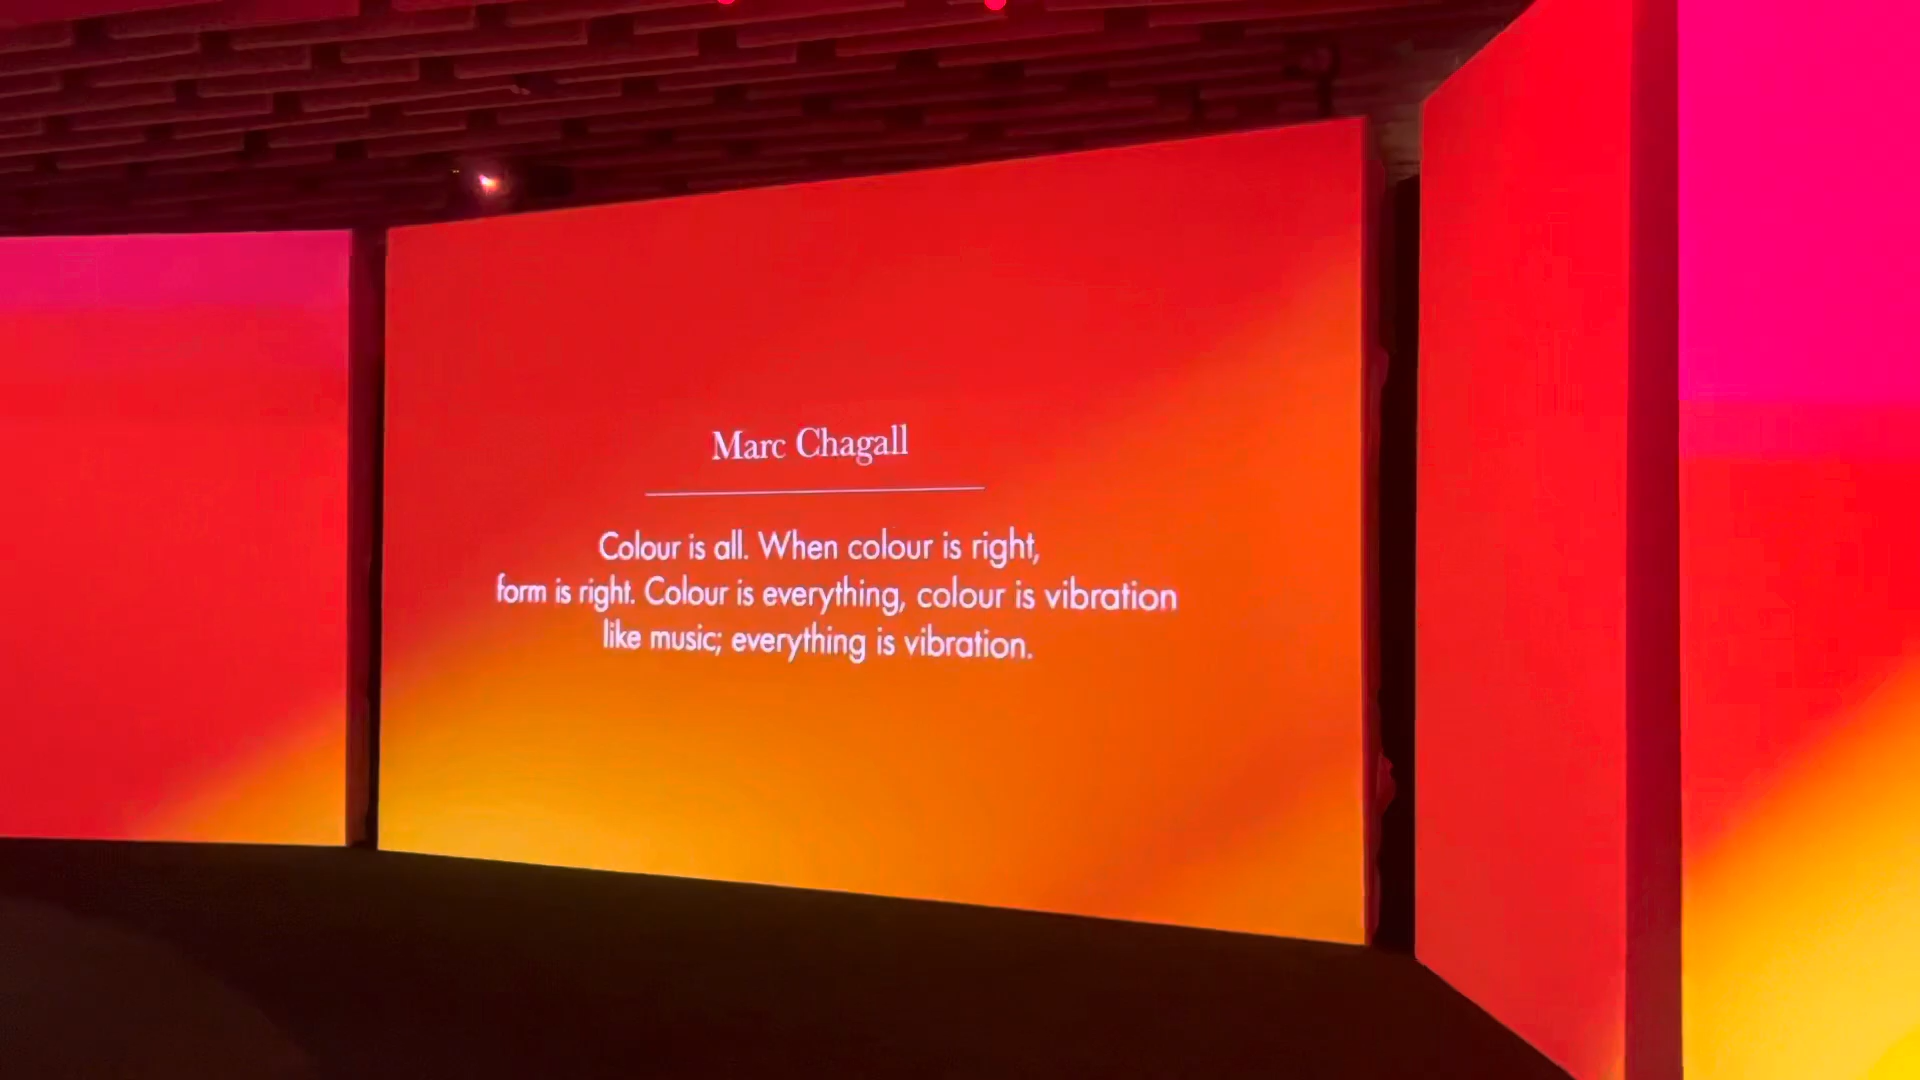 Marc Chagall
Colour is all. When colour is right,
form is right. Colour is everything, colour is vibration
like music; everything is vibration.